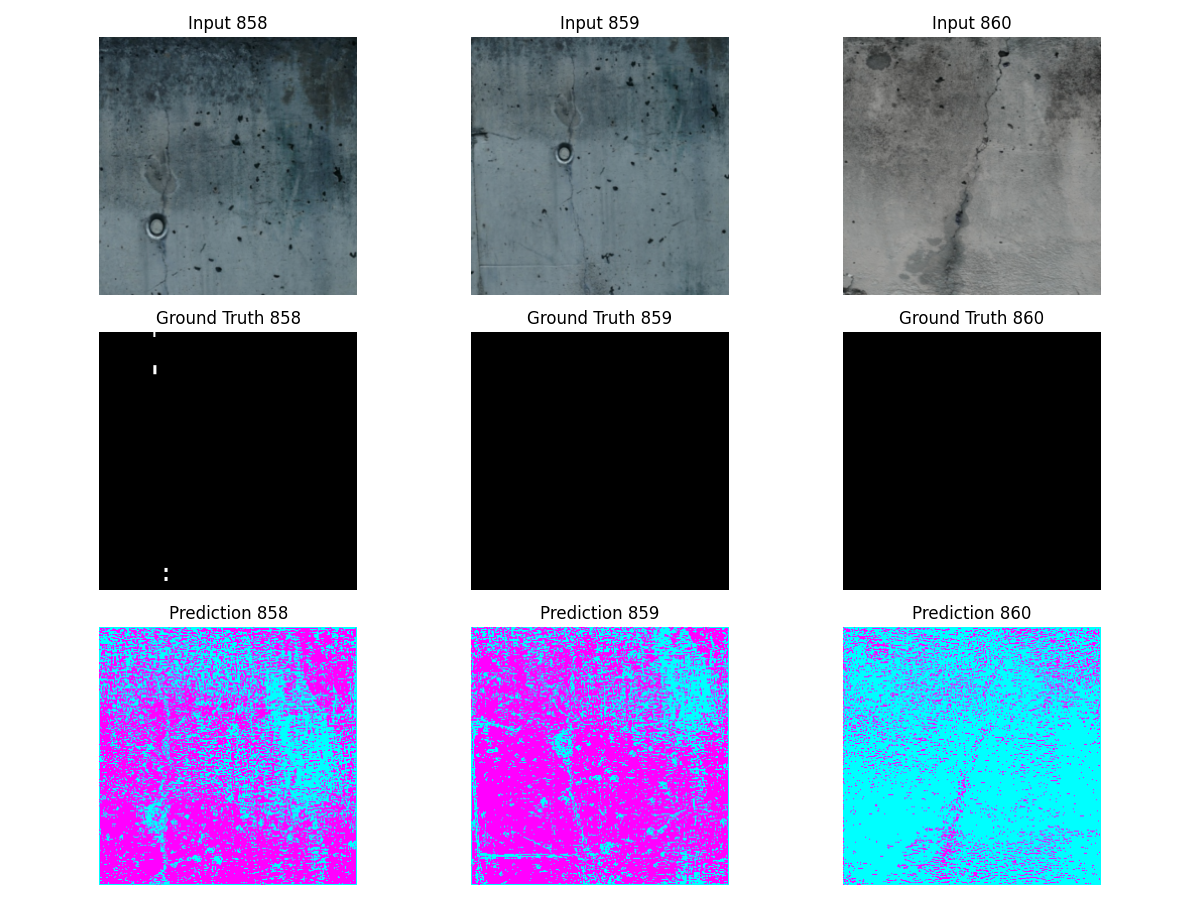 Input 858
Input 859
Input 860
Ground Truth 858
Ground Truth 859
Ground Truth 860
Prediction 858
Prediction 859
Prediction 860